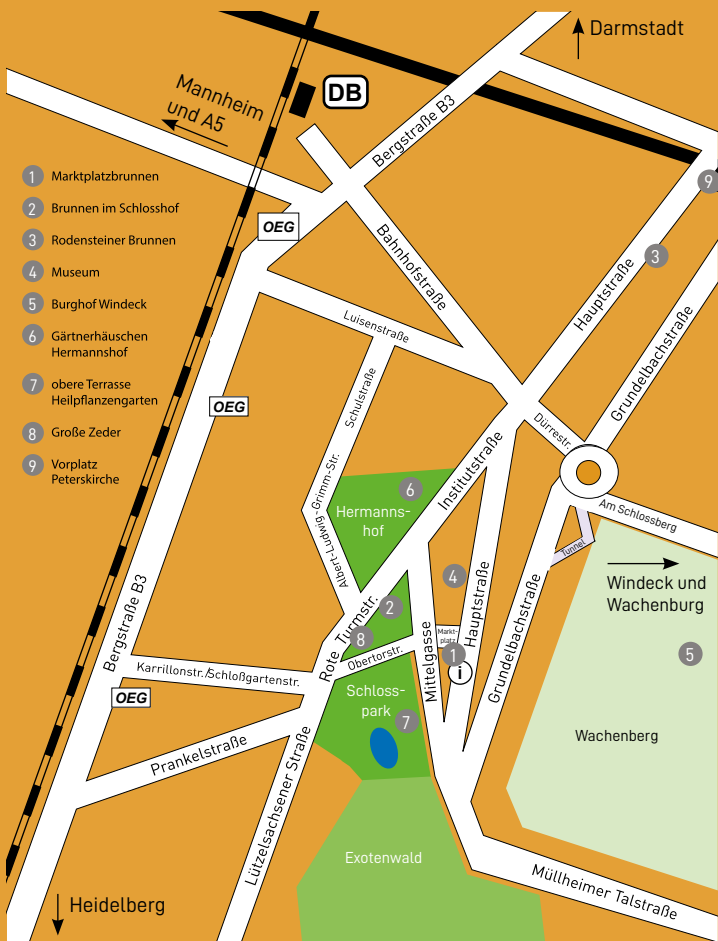 Darmstadt
DB
Mannheim
und A5
Bergstraße B3
1 Marktplatzbrunnen
2 Brunnen im Schlosshof
3 Rodensteiner Brunnen
4 Museum
5 Burghof Windeck
6 Gärtnerhäuschen
Hermannshof
7 obere Terrasse
Heilpflanzengarten
8 Große Zeder
9 Vorplatz
Peterskirche
9
3
OEG
Bahnhofstraße
Hauptstraße
Luisenstraße
Grundelbachstraße
Schulstraße
OEG
Dürrestr.
Institutstraße
Albert-Ludwig-Grimm-Str.
6
Hermanns-
hof
Am Schlossberg
Tunnel
4
Windeck und
Wachenburg
Hauptstraße
Grundelbachstraße
2
Rote Turmstr.
8
Markt-
platz
1
i
Obertorstr.
Mittelgasse
5
Bergstraße B3
Karrillonstr./Schloßgartenstr.
OEG
Schloss-
park
7
Prankelstraße
Wachenberg
Lützelsachsener Straße
Exotenwald
Müllheimer Talstraße
Heidelberg